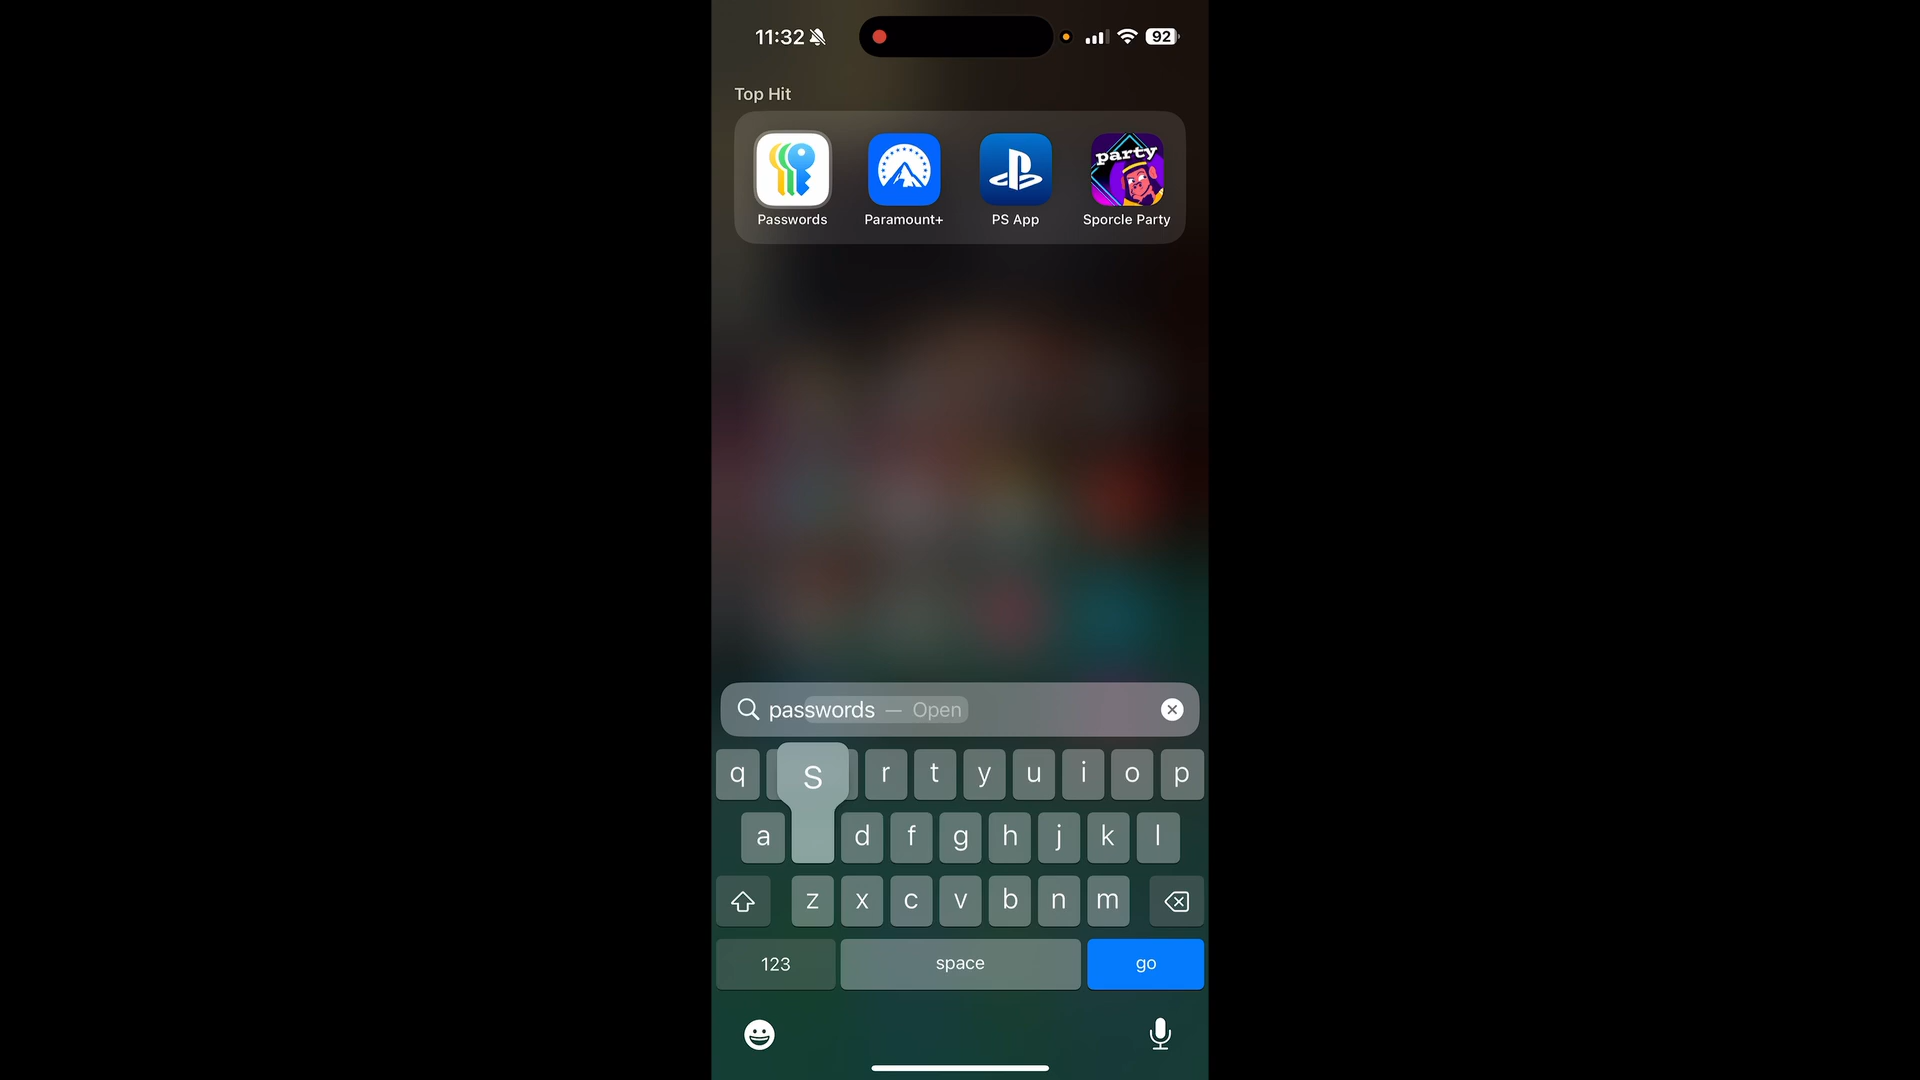 11:32 92
Top Hit
party
Passwords Paramount+ PS App Sporcle Party
passwords — Open
q S r t y u i o p
a d f g h j k l
z x c v b n m
123 space go